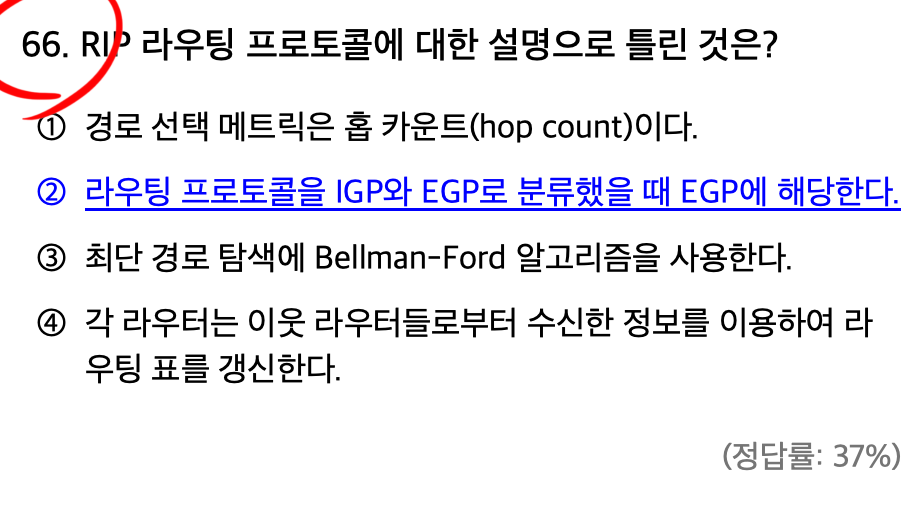 66. RIP 라우팅 프로토콜에 대한 설명으로 틀린 것은?
① 경로 선택 메트릭은 홉 카운트(hop count)이다.
② 라우팅 프로토콜을 IGP와 EGP로 분류했을 때 EGP에 해당한다.
③ 최단 경로 탐색에 Bellman-Ford 알고리즘을 사용한다.
④ 각 라우터는 이웃 라우터들로부터 수신한 정보를 이용하여 라
우팅 표를 갱신한다.
(정답률: 37%)